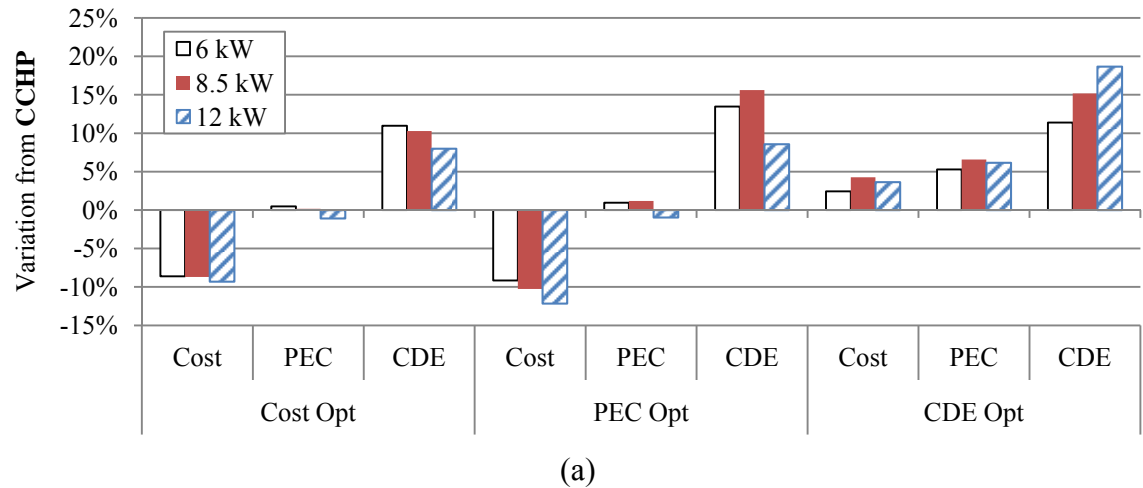 25%
20%
15%
10%
5%
0%
-5%
-10%
-15%
Variation from CCHP
6 kW
8.5 kW
12 kW
Cost PEC CDE Cost PEC CDE Cost PEC CDE
Cost Opt PEC Opt CDE Opt
(a)